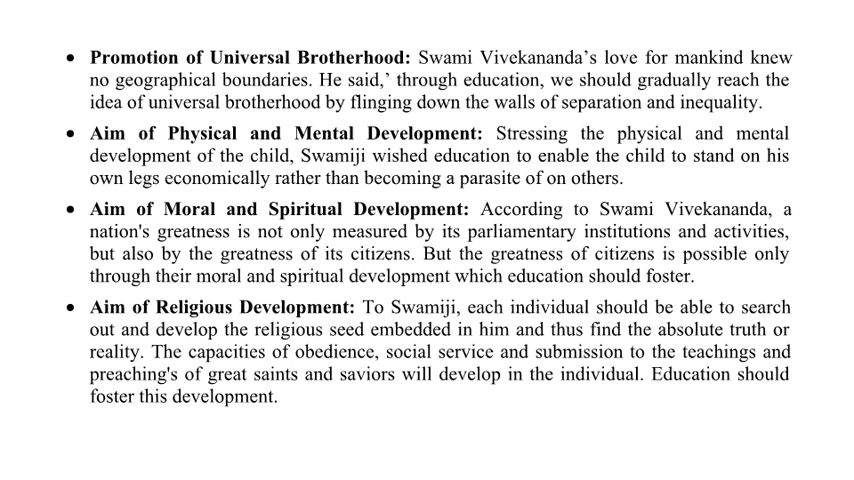 • Promotion of Universal Brotherhood: Swami Vivekananda’s love for mankind knew
no geographical boundaries. He said,’ through education, we should gradually reach the
idea of universal brotherhood by flinging down the walls of separation and inequality.
• Aim of Physical and Mental Development: Stressing the physical and mental
development of the child, Swamiji wished education to enable the child to stand on his
own legs economically rather than becoming a parasite of on others.
• Aim of Moral and Spiritual Development: According to Swami Vivekananda, a
nation's greatness is not only measured by its parliamentary institutions and activities,
but also by the greatness of its citizens. But the greatness of citizens is possible only
through their moral and spiritual development which education should foster.
• Aim of Religious Development: To Swamiji, each individual should be able to search
out and develop the religious seed embedded in him and thus find the absolute truth or
reality. The capacities of obedience, social service and submission to the teachings and
preaching's of great saints and saviors will develop in the individual. Education should
foster this development.